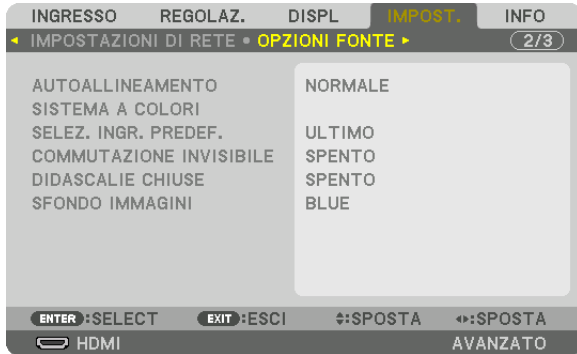 INGRESSO REGOLAZ. DISPL IMPOST. INFO
◄ IMPOSTAZIONI DI RETE • OPZIONI FONTE ► 2/3
AUTOALLINEAMENTO NORMALE
SISTEMA A COLORI
SELEZ. INGR. PREDEF. ULTIMO
COMMUTAZIONE INVISIBILE SPENTO
DIDASCALIE CHIUSE SPENTO
SFONDO IMMAGINI BLUE
ENTER :SELECT EXIT :ESCI ♦:SPOSTA ◂▸:SPOSTA
HDMI AVANZATO